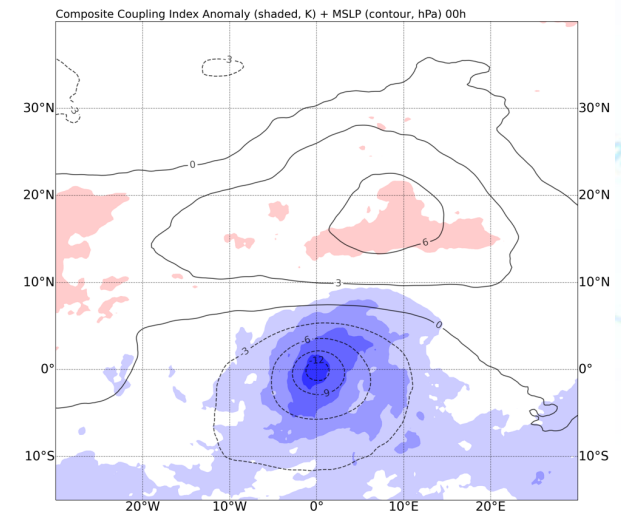 Composite Coupling Index Anomaly (shaded, K) + MSLP (contour, hPa) 00h
-3
-3
30°N 30°N
0
20°N 20°N
6
3
10°N 10°N
0
-6
-3
-12
0° 0°
-9
10°S 10°S
20°W 10°W 0° 10°E 20°E